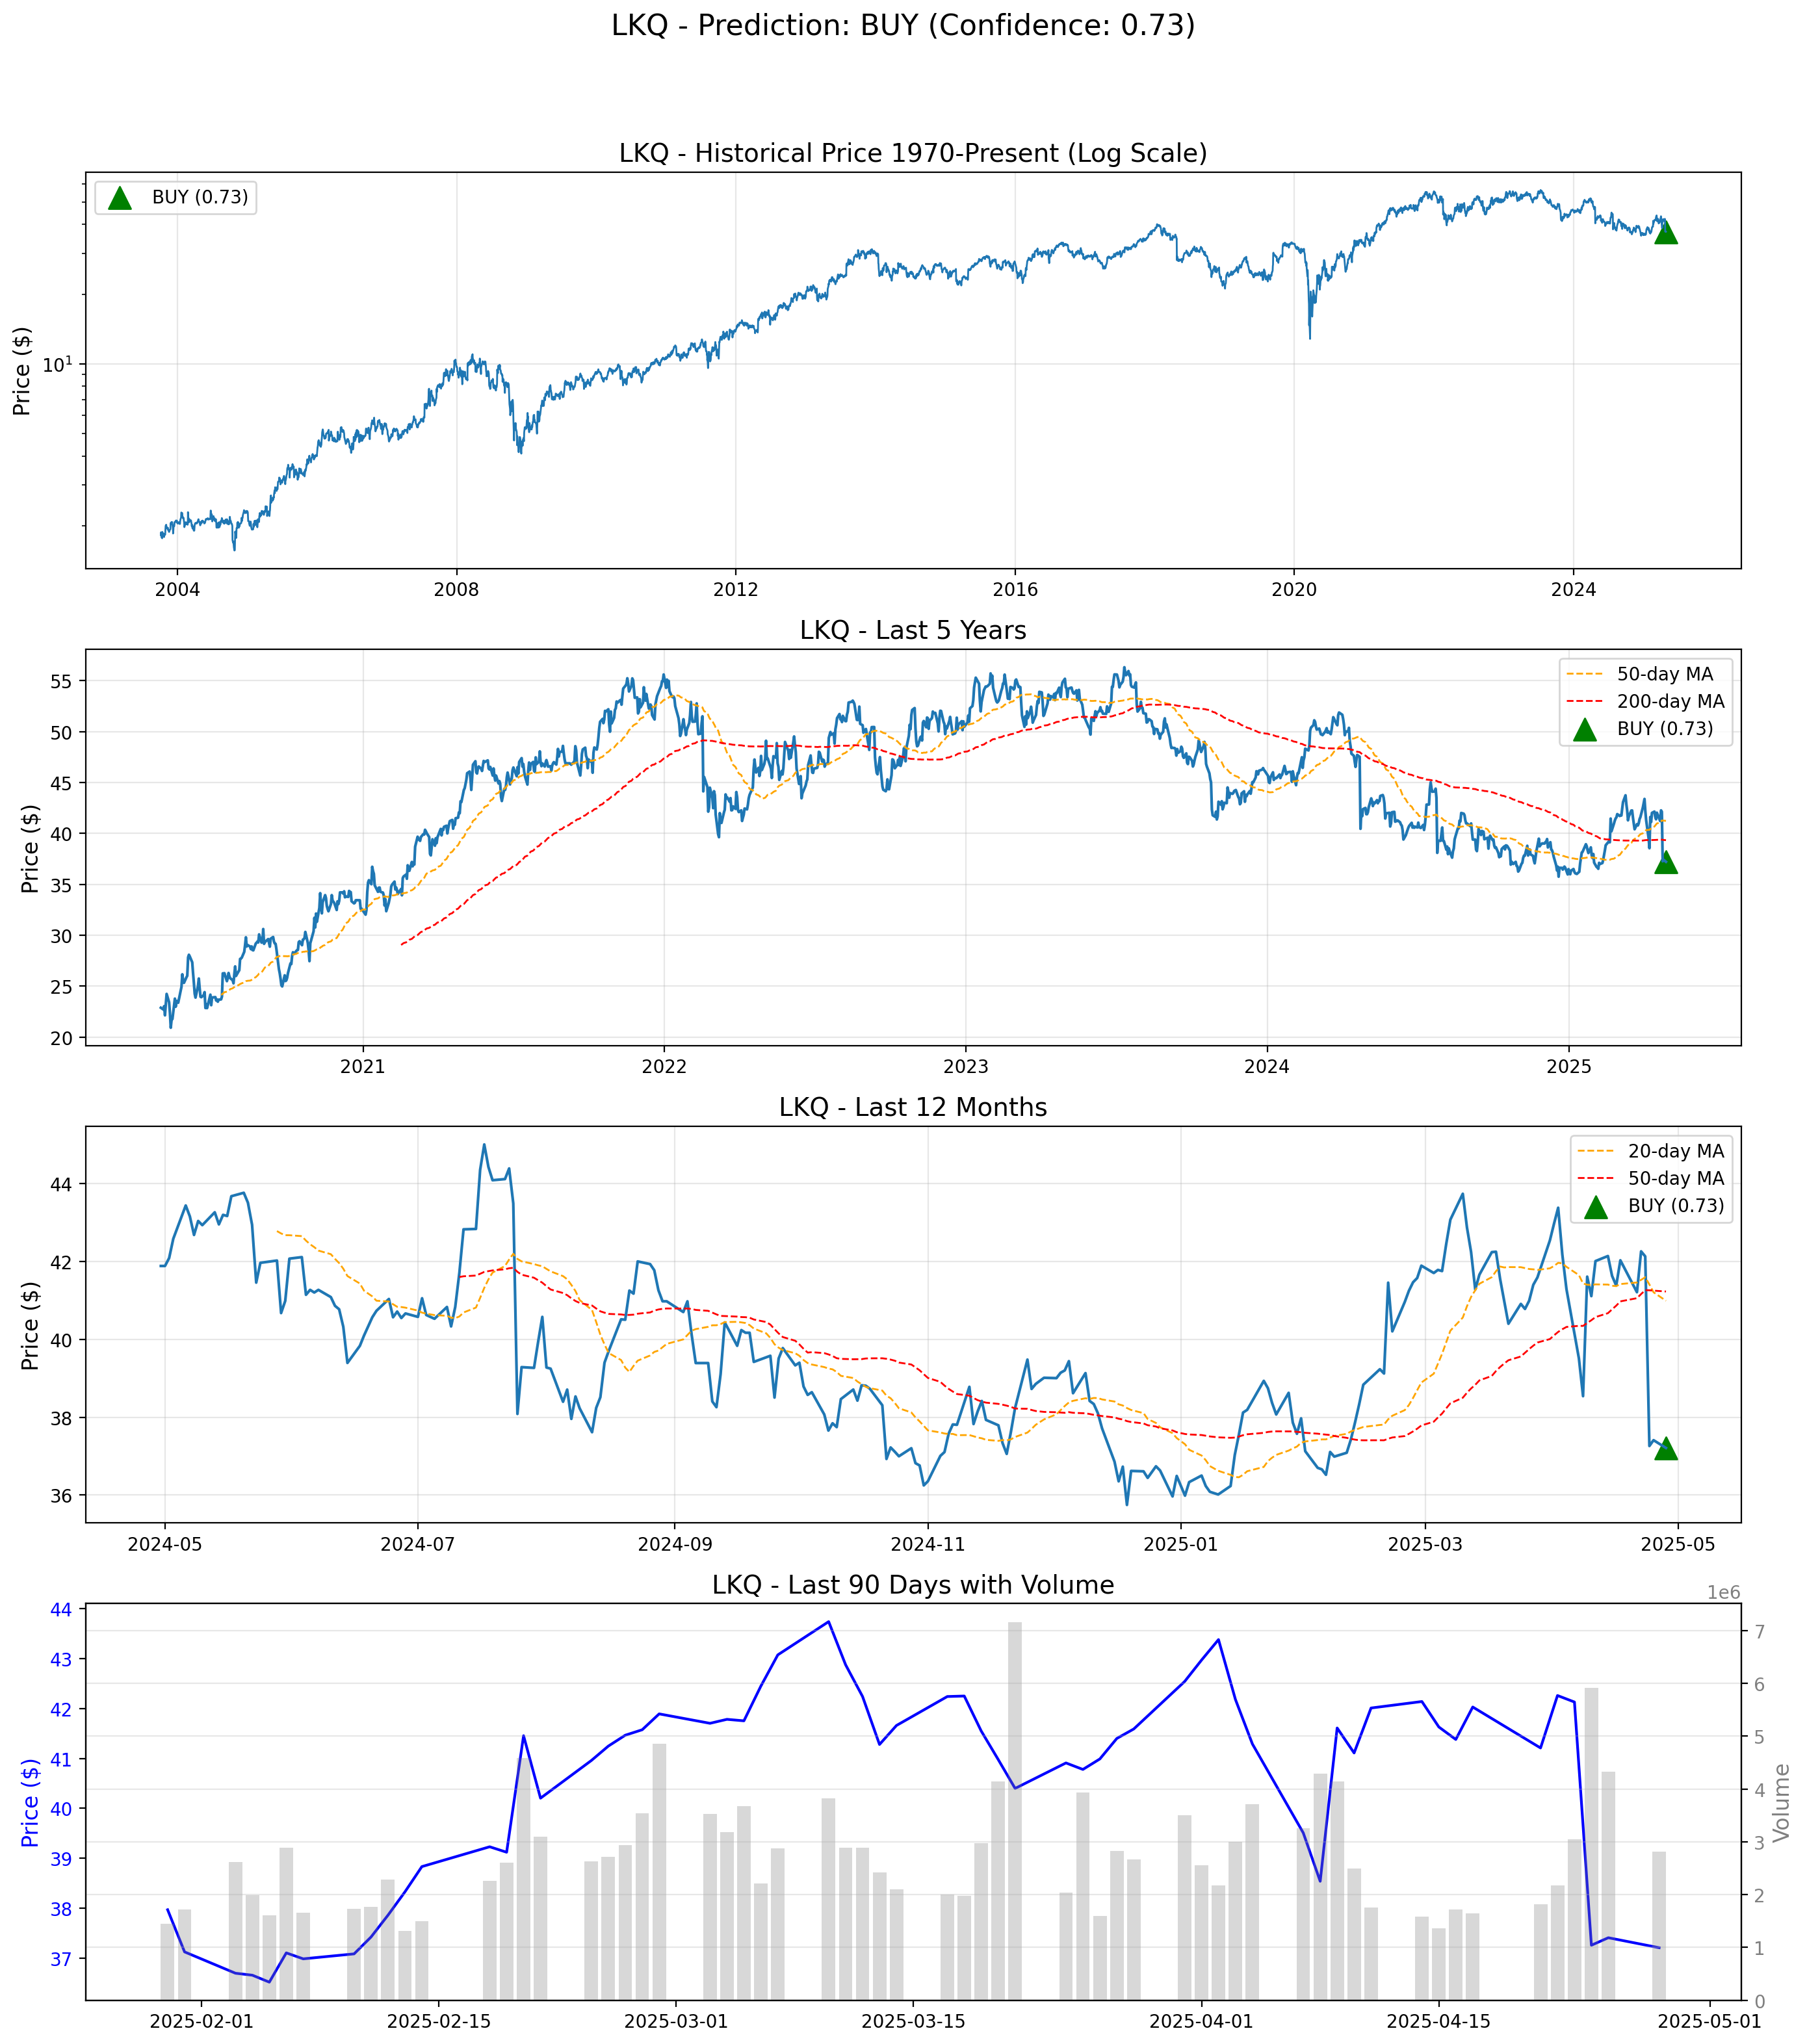 LKQ - Prediction: BUY (Confidence: 0.73)
LKQ - Historical Price 1970-Present (Log Scale)
BUY (0.73)
Price ($)
10¹
2004 2008 2012 2016 2020 2024
LKQ - Last 5 Years
50-day MA
200-day MA
BUY (0.73)
Price ($)
55
50
45
40
35
30
25
20
2021 2022 2023 2024 2025
LKQ - Last 12 Months
20-day MA
50-day MA
BUY (0.73)
Price ($)
44
42
40
38
36
2024-05 2024-07 2024-09 2024-11 2025-01 2025-03 2025-05
LKQ - Last 90 Days with Volume
1e6
Price ($)
44
43
42
41
40
39
38
37
Volume
7
6
5
4
3
2
1
0
2025-02-01 2025-02-15 2025-03-01 2025-03-15 2025-04-01 2025-04-15 2025-05-01